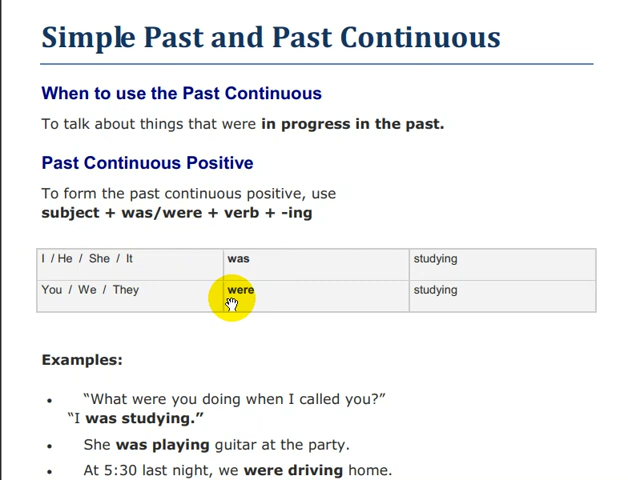 Simple Past and Past Continuous
When to use the Past Continuous
To talk about things that were in progress in the past.
Past Continuous Positive
To form the past continuous positive, use
subject + was/were + verb + -ing
I / He / She / It was studying
You / We / They were studying
Examples:
• “What were you doing when I called you?”
“I was studying.”
• She was playing guitar at the party.
• At 5:30 last night, we were driving home.